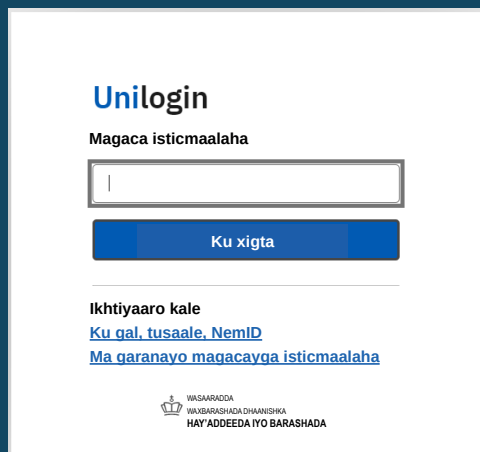 Unilogin
Magaca isticmaalaha
Ku xigta
Ikhtiyaaro kale
Ku gal, tusaale, NemID
Ma garanayo magacayga isticmaalaha
WASAARADDA
WAXBARASHADA DHAANISHKA
HAY'ADDEEDA IYO BARASHADA